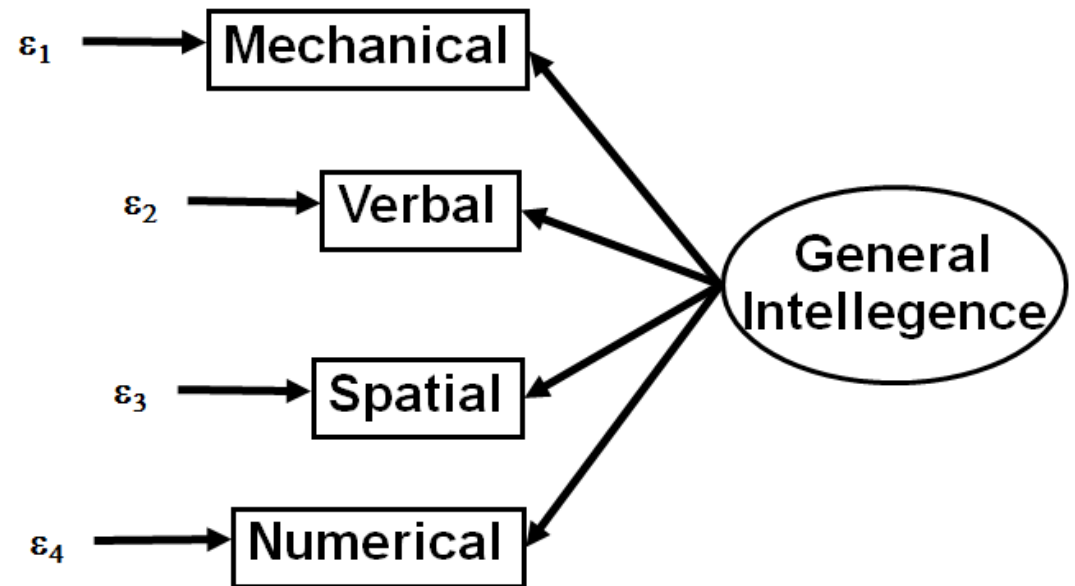 ε1
Mechanical
ε2
Verbal
General
Intellegence
ε3
Spatial
ε4
Numerical